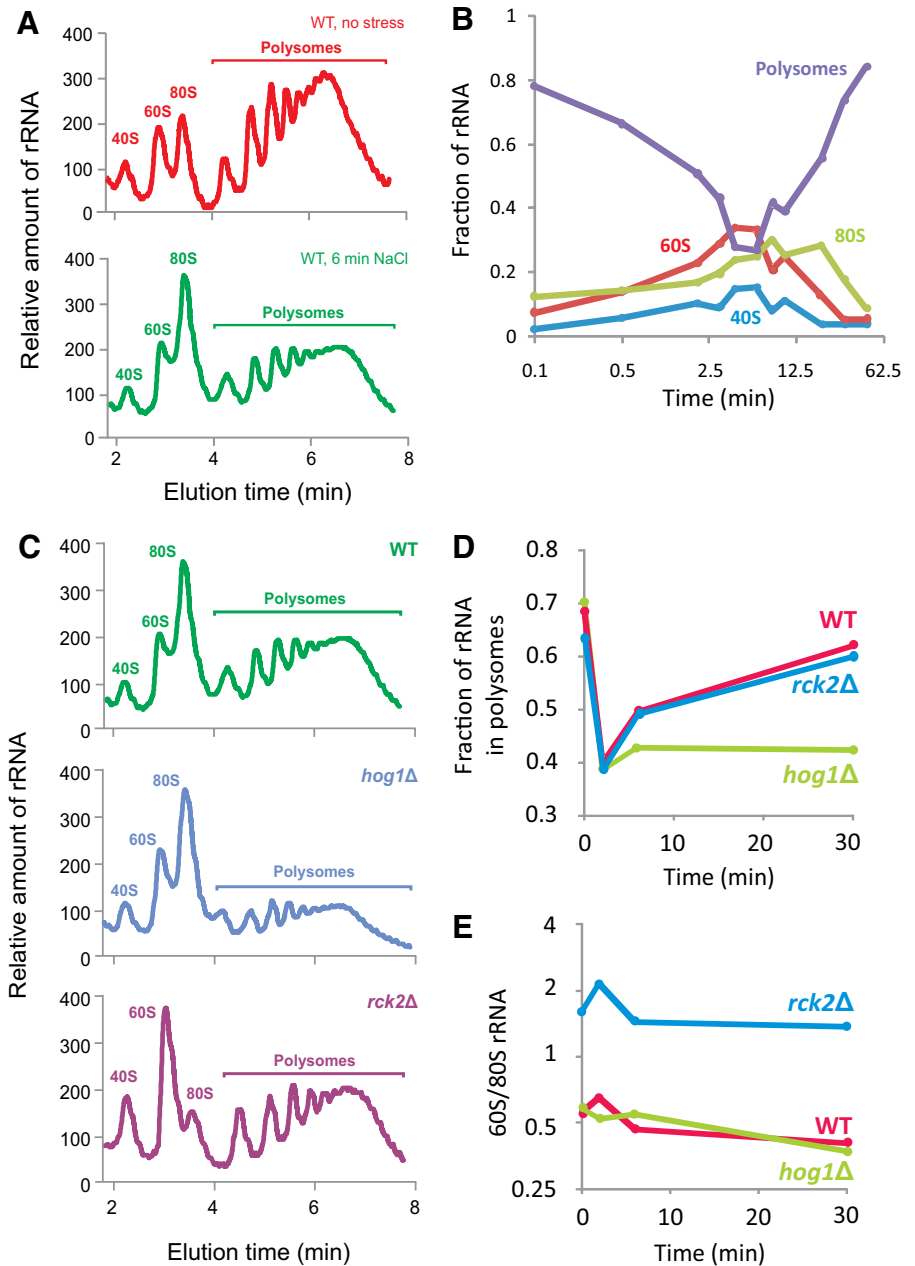 A
WT, no stress
Polysomes
40S
60S
80S
400
300
200
100
0
WT, 6 min NaCl
40S
60S
80S
Polysomes
400
300
200
100
0
2
4
6
8
Relative amount of rRNA
Elution time (min)
B
Polysomes
60S
80S
40S
1
0.8
0.6
0.4
0.2
0
0.1
0.5
2.5
12.5
62.5
Fraction of rRNA
Time (min)
C
WT
40S
60S
80S
Polysomes
400
300
200
100
0
hog1Δ
40S
60S
80S
Polysomes
400
300
200
100
0
rck2Δ
40S
60S
80S
Polysomes
400
300
200
100
0
2
4
6
8
Relative amount of rRNA
Elution time (min)
D
WT
rck2Δ
hog1Δ
0.8
0.7
0.6
0.5
0.4
0.3
0
10
20
30
Fraction of rRNA
in polysomes
Time (min)
E
rck2Δ
WT
hog1Δ
4
2
1
0.5
0.25
0
10
20
30
60S/80S rRNA
Time (min)